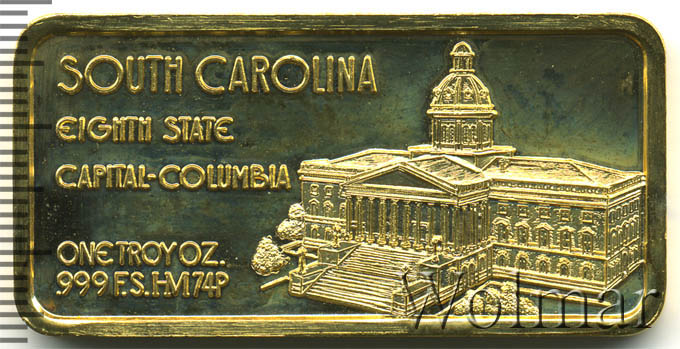 SOUTH CAROLINA
EIGHTH STATE
CAPITAL-COLUMBIA
ONE TROY OZ.
.999 F.S. HM74P
Wolmar